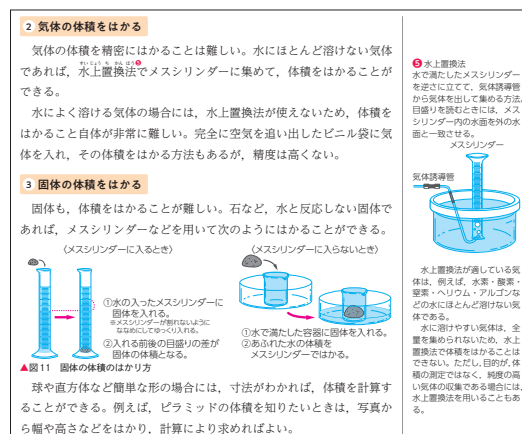 2 気体の体積をはかる
気体の体積を精密にはかることは難しい。水にほとんど溶けない気体
であれば，水上置換法❺でメスシリンダーに集めて，体積をはかることが
すいじょう ち かんほう
できる。
水によく溶ける気体の場合には，水上置換法が使えないため，体積を
はかること自体が非常に難しい。完全に空気を追い出したビニル袋に気
体を入れ，その体積をはかる方法もあるが，精度は高くない。
3 固体の体積をはかる
固体も，体積をはかることが難しい。石など，水と反応しない固体で
あれば，メスシリンダーなどを用いて次のようにはかることができる。
〈メスシリンダーに入るとき〉
①水の入ったメスシリンダーに
固体を入れる。
※メスシリンダーが割れないように
ななめにしてゆっくり入れる。
②入れる前後の目盛りの差が
固体の体積となる。
〈メスシリンダーに入らないとき〉
①水で満たした容器に固体を入れる。
②あふれた水の体積を
メスシリンダーではかる。
▲図11 固体の体積のはかり方
球や直方体など簡単な形の場合には，寸法がわかれば，体積を計算す
ることができる。例えば，ピラミッドの体積を知りたいときは，写真か
ら幅や高さなどをはかり，計算により求めればよい。
❺水上置換法
水で満たしたメスシリンダー
を逆さに立て，気体誘導管
から気体を出して集める方法。
目盛りを読むときには，メス
シリンダー内の水面を外の水
面と一致させる。
メスシリンダー
気体誘導管
水上置換法が適している気
体は，例えば，水素・酸素・
窒素・ヘリウム・アルゴンな
どの水にほとんど溶けない気
体である。
水に溶けやすい気体は，全
量を集められないため，水上
置換法で体積をはかることは
できない。ただし，目的が，体
積の測定ではなく，純度の高
い気体の収集である場合には，
水上置換法を用いることもあ
る。